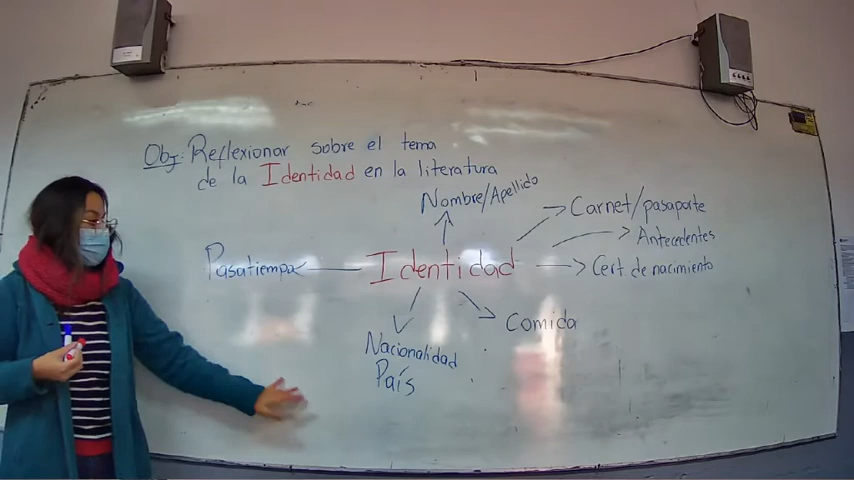 Obj: Reflexionar sobre el tema
de la Identidad en la literatura
Nombre/Apellido
Carnet/pasaporte
Antecedentes
Pasatiempo
Identidad
Cert. de nacimiento
Comida
Nacionalidad
País